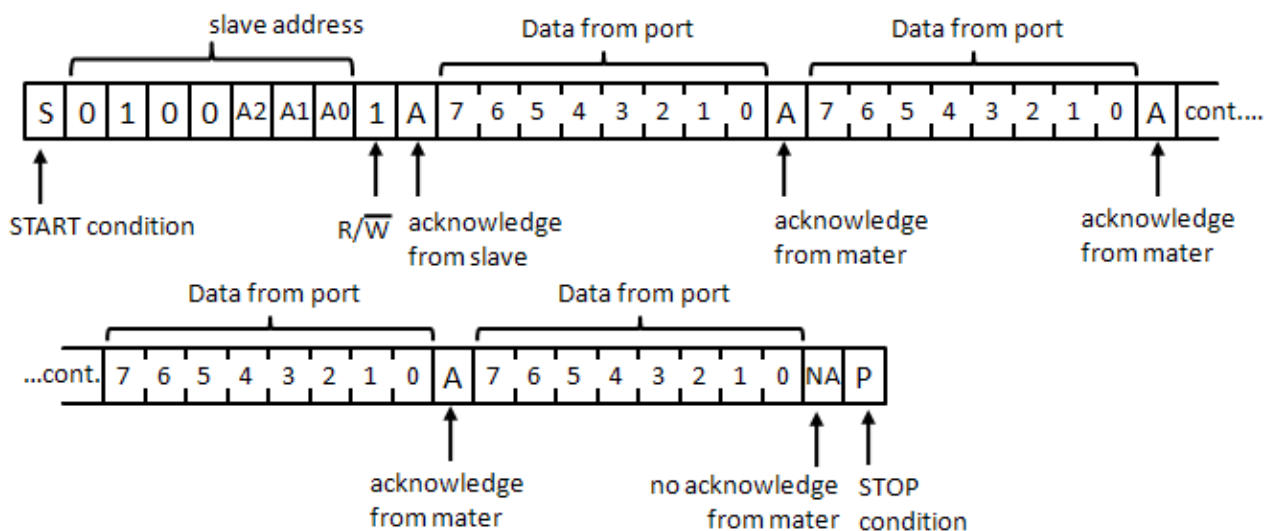 slave address
Data from port Data from port
S 0 1 0 0 A2 A1 A0 1 A 7 6 5 4 3 2 1 0 A 7 6 5 4 3 2 1 0 A cont....
START condition R/W̅ acknowledge acknowledge acknowledge
from slave from mater from mater
Data from port Data from port
...cont. 7 6 5 4 3 2 1 0 A 7 6 5 4 3 2 1 0 NA P
acknowledge no acknowledge STOP
from mater from mater condition